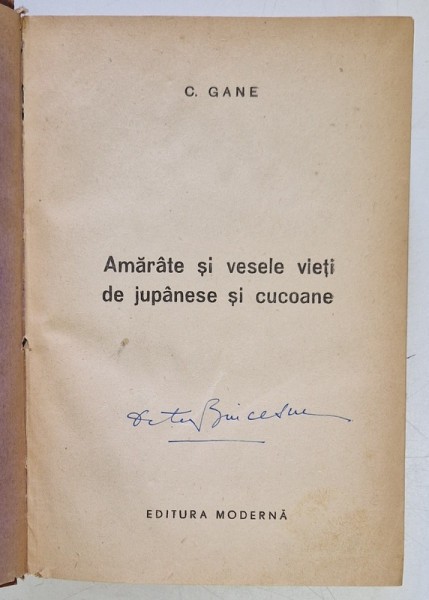 C. GANE
Amărâte și vesele vieți
de jupânese și cucoane
EDITURA MODERNĂ